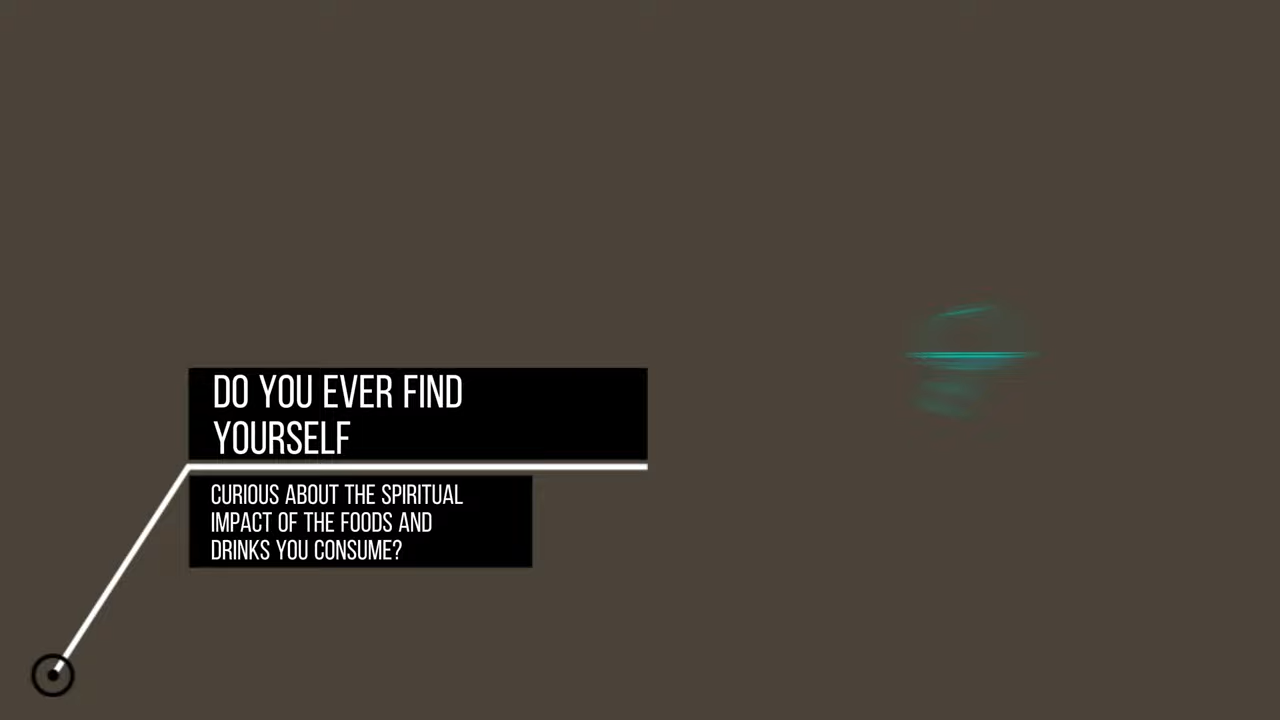 DO YOU EVER FIND
YOURSELF
CURIOUS ABOUT THE SPIRITUAL
IMPACT OF THE FOODS AND
DRINKS YOU CONSUME?